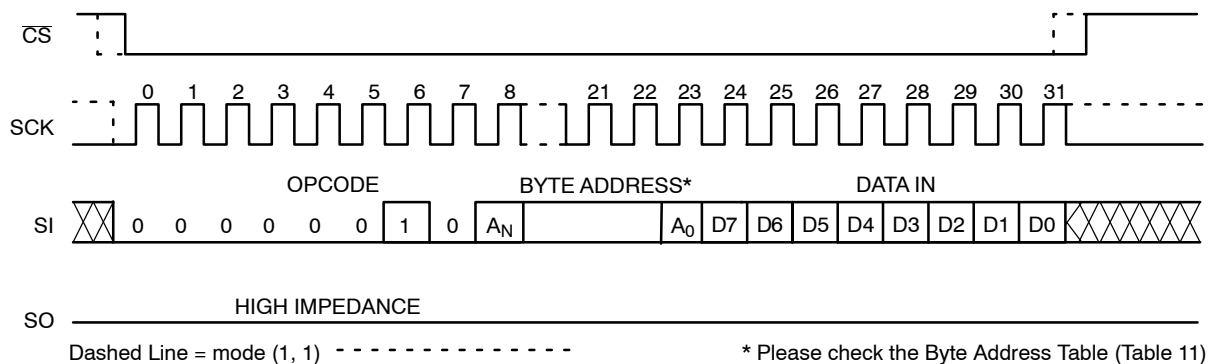 CS
0 1 2 3 4 5 6 7 8 21 22 23 24 25 26 27 28 29 30 31
SCK
OPCODE BYTE ADDRESS* DATA IN
SI 0 0 0 0 0 0 1 0 AN A0 D7 D6 D5 D4 D3 D2 D1 D0
HIGH IMPEDANCE
SO
Dashed Line = mode (1, 1) * Please check the Byte Address Table (Table 11)